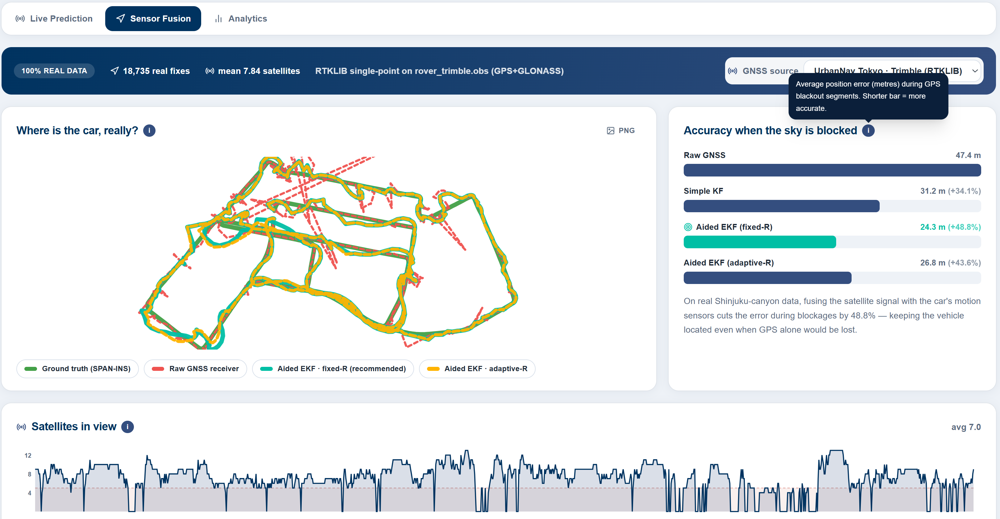 Live Prediction
Sensor Fusion
Analytics
100% REAL DATA
18,735 real fixes
mean 7.84 satellites
RTKLIB single-point on rover_trimble.obs (GPS+GLONASS)
GNSS source
UrbanNav Tokyo · Trimble (RTKLIB)
Average position error (metres) during GPS
blackout segments. Shorter bar = more
accurate.
Where is the car, really?
i
PNG
Ground truth (SPAN-INS)
Raw GNSS receiver
Aided EKF · fixed-R (recommended)
Aided EKF · adaptive-R
Accuracy when the sky is blocked
i
Raw GNSS
47.4 m
Simple KF
31.2 m (+34.1%)
Aided EKF (fixed-R)
24.3 m (+48.8%)
Aided EKF (adaptive-R)
26.8 m (+43.6%)
On real Shinjuku-canyon data, fusing the satellite signal with the car's motion
sensors cuts the error during blockages by 48.8% — keeping the vehicle
located even when GPS alone would be lost.
Satellites in view
i
avg 7.0
12
8
4